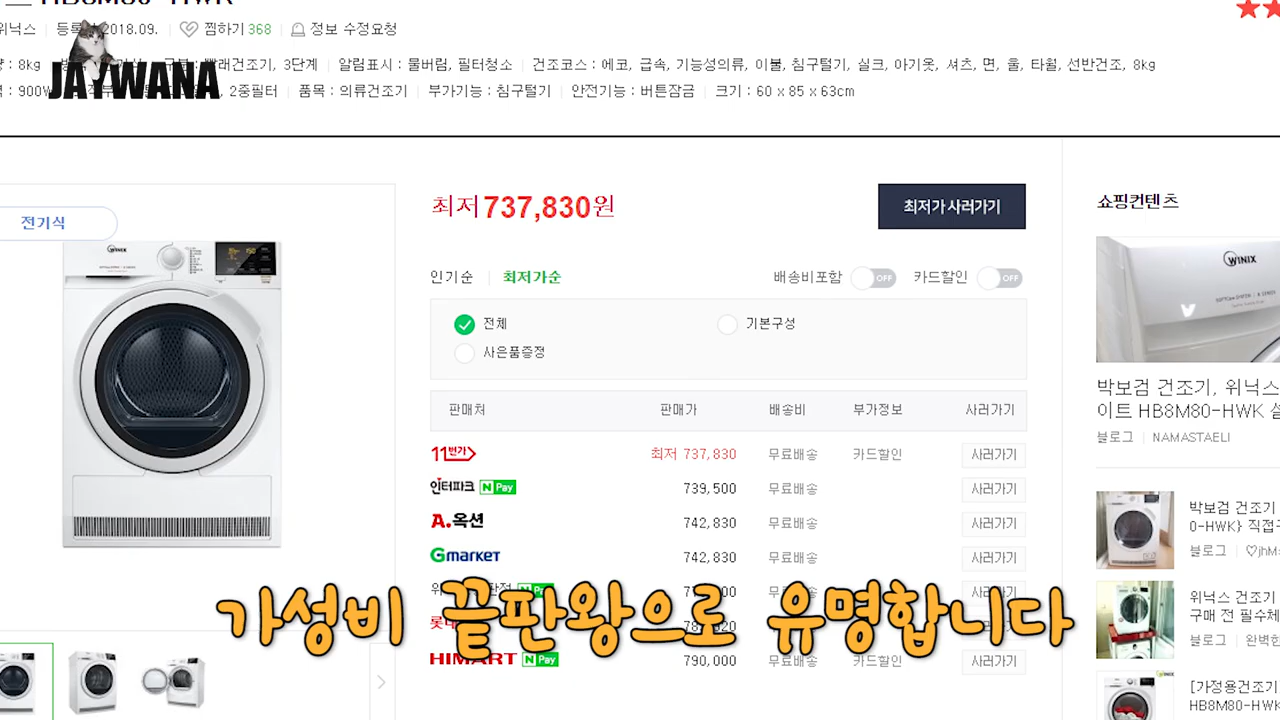 위닉스 등록 2018.09. 찜하기 368 정보 수정요청
JAYWANA
8kg 빨래건조기, 3단계 알림표시 : 물버림, 필터청소 건조코스 : 에코, 급속, 기능성의류, 이불, 침구털기, 실크, 아기옷, 셔츠, 면, 울, 타월, 선반건조, 8kg
900W 2중필터 품목 : 의류건조기 부가기능 : 침구털기 안전기능 : 버튼잠금 크기 : 60 x 85 x 63cm
최저 737,830원
최저가 사러가기
쇼핑컨텐츠
전기식
WINIX
인기순 최저가순
배송비포함 OFF 카드할인 OFF
전체
기본구성
사은품증정
판매처 판매가 배송비 부가정보 사러가기
11번가 최저 737,830 무료배송 카드할인 사러가기
인터파크 N Pay 739,500 무료배송 사러가기
A.옥션 742,830 무료배송 사러가기
Gmarket 742,830 무료배송 사러가기
HIMART N Pay 790,000 무료배송 카드할인 사러가기
가성비 끝판왕으로 유명합니다
WINIX
박보검 건조기, 위닉스
이트 HB8M80-HWK
블로그 NAMASTAELI
박보검 건조기
0-HWK} 직접
블로그
위닉스 건조기
구매 전 필수체
블로그 완벽한
[가정용건조기
HB8M80-HWK